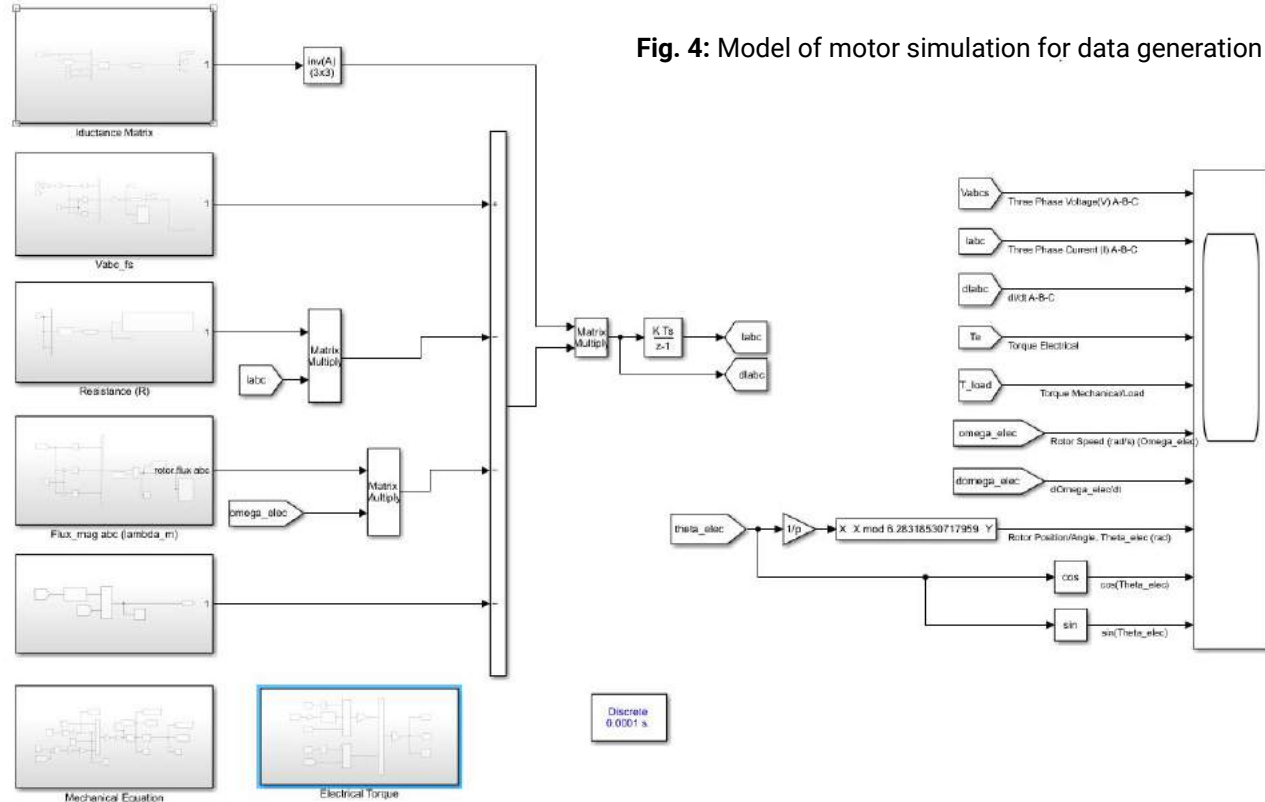 Fig. 4: Model of motor simulation for data generation
1
inv(A)
(3x3)
Iductance Matrix
1
+
Vabc_fs
1
Matrix
Multiply
Iabc
Resistance (R)
−
Matrix
Multiply
K Ts
z-1
Iabc
dIabc
rotor flux abc
Matrix
Multiply
omega_elec
Flux_mag abc (lambda_m)
−
1
−
Mechanical Equation
Electrical Torque
Discrete
0.0001 s.
Vabcs
Three Phase Voltage(V) A-B-C
Iabc
Three Phase Current (I) A-B-C
dIabc
di/dt A-B-C
Te
Torque Electrical
T_load
Torque Mechanical/Load
omega_elec
Rotor Speed (rad/s) (Omega_elec)
domega_elec
dOmega_elec/dt
theta_elec
1/p
X X mod 6.28318530717959 Y
Rotor Position/Angle, Theta_elec (rad)
cos
cos(Theta_elec)
sin
sin(Theta_elec)